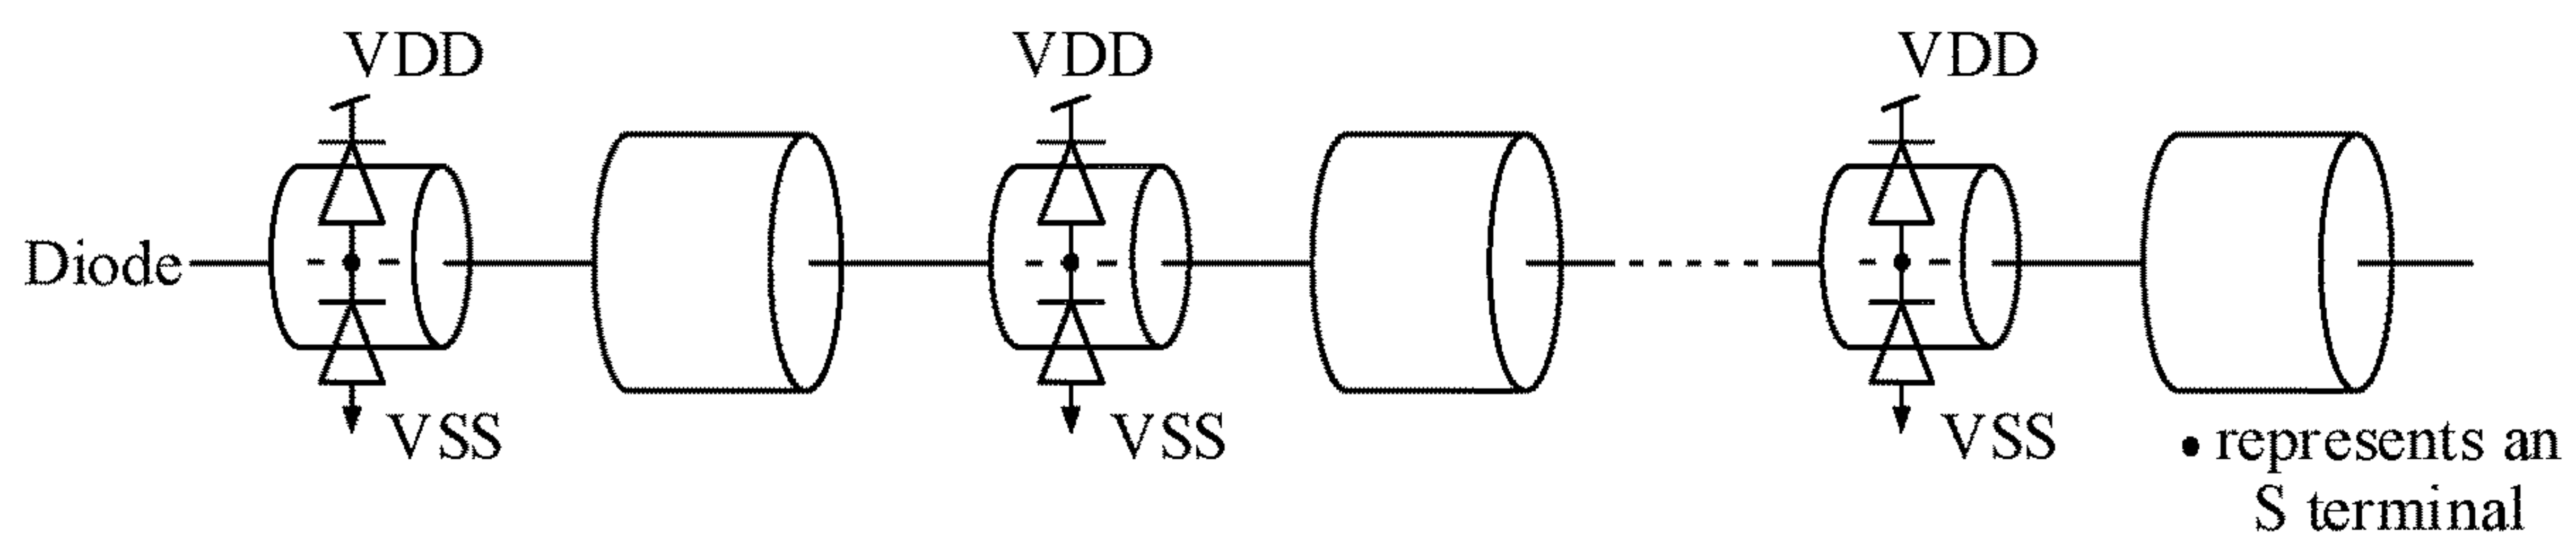 VDD
VDD
VDD
Diode
VSS
VSS
VSS
• represents an
S terminal